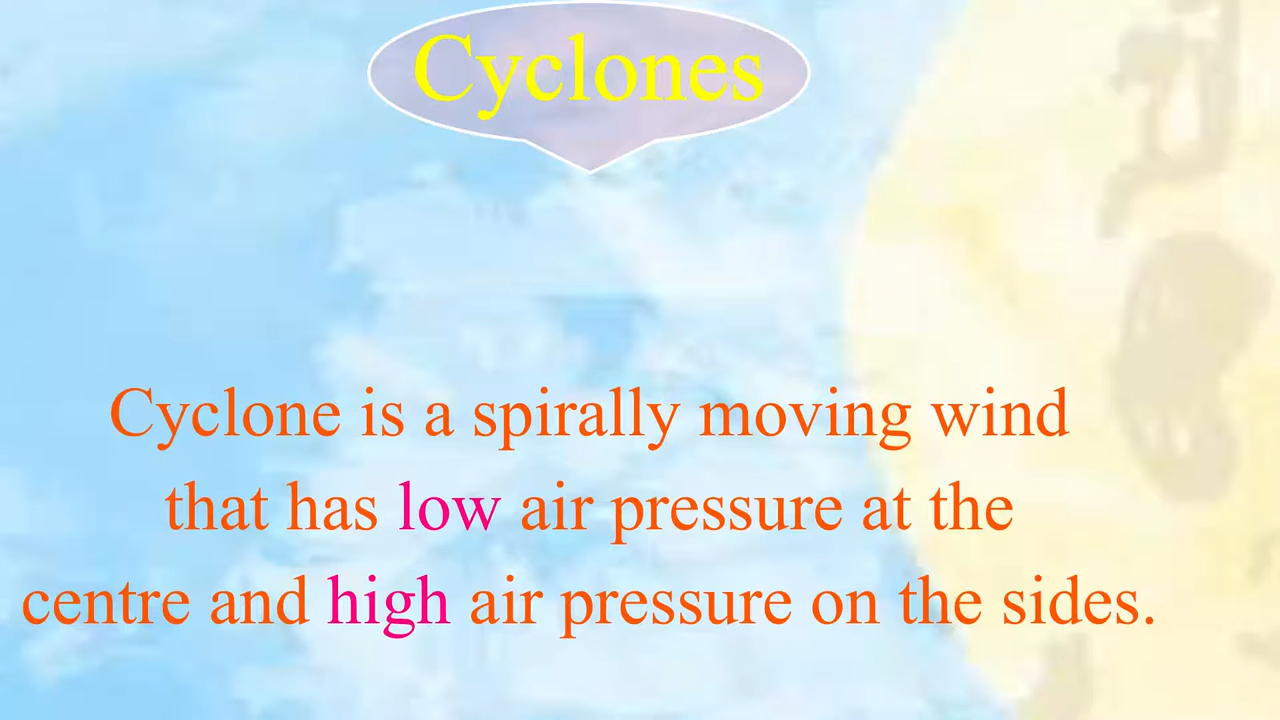 Cyclones
Cyclone is a spirally moving wind
that has low air pressure at the
centre and high air pressure on the sides.